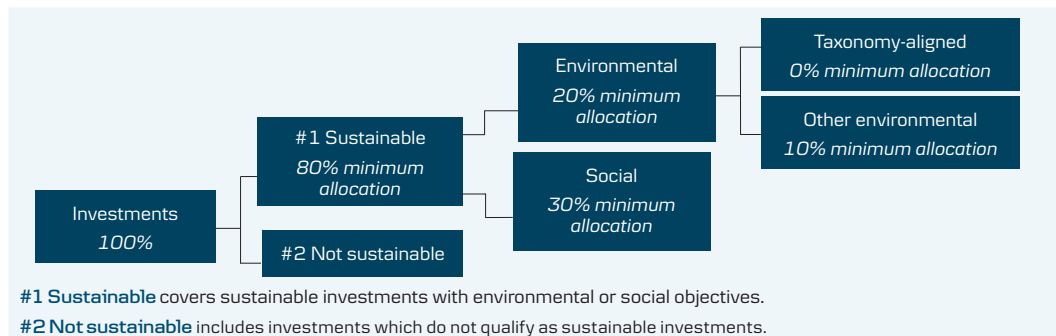 Investments
100%
#1 Sustainable
80% minimum
allocation
#2 Not sustainable
Environmental
20% minimum
allocation
Social
30% minimum
allocation
Taxonomy-aligned
0% minimum allocation
Other environmental
10% minimum allocation
#1 Sustainable covers sustainable investments with environmental or social objectives.
#2 Not sustainable includes investments which do not qualify as sustainable investments.